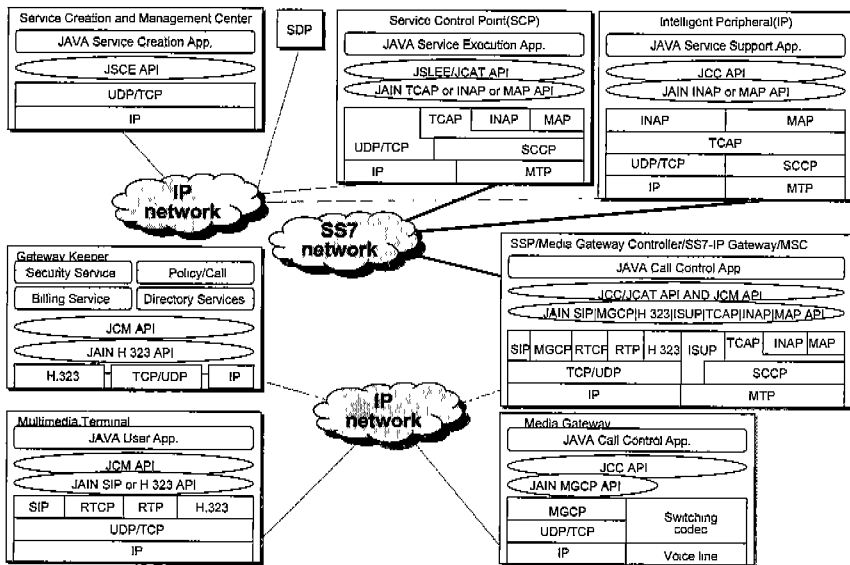 Service Creation and Management Center
JAVA Service Creation App.
JSCE API
UDP/TCP
IP
SDP
Service Control Point(SCP)
JAVA Service Execution App.
JSLEE/JCAT API
JAIN TCAP or INAP or MAP API
TCAP INAP MAP
UDP/TCP SCCP
IP MTP
Intelligent Peripheral(IP)
JAVA Service Support App.
JCC API
JAIN INAP or MAP API
INAP MAP
TCAP
UDP/TCP SCCP
IP MTP
IP
network
SS7
network
Gateway Keeper
Security Service Policy/Call
Billing Service Directory Services
JCM API
JAIN H 323 API
H.323 TCP/UDP IP
SSP/Media Gateway Controller/SS7-IP Gateway/MSC
JAVA Call Control App
JCC/JCAT API AND JCM API
JAIN SIP|MGCP|H 323|ISUP|TCAP|INAP|MAP API
SIP MGCP RTCP RTP H 323 ISUP TCAP INAP MAP
TCP/UDP SCCP
IP MTP
IP
network
Multimedia Terminal
JAVA User App.
JCM API
JAIN SIP or H 323 API
SIP RTCP RTP H.323
UDP/TCP
IP
Media Gateway
JAVA Call Control App.
JCC API
JAIN MGCP API
MGCP
UDP/TCP
IP
Switching
codec
Voice line